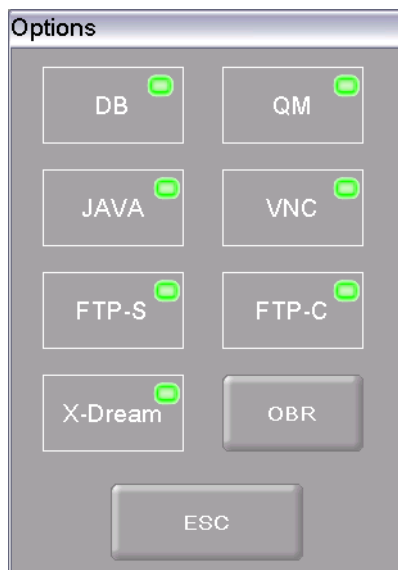 Options
DB QM
JAVA VNC
FTP-S FTP-C
X-Dream OBR
ESC